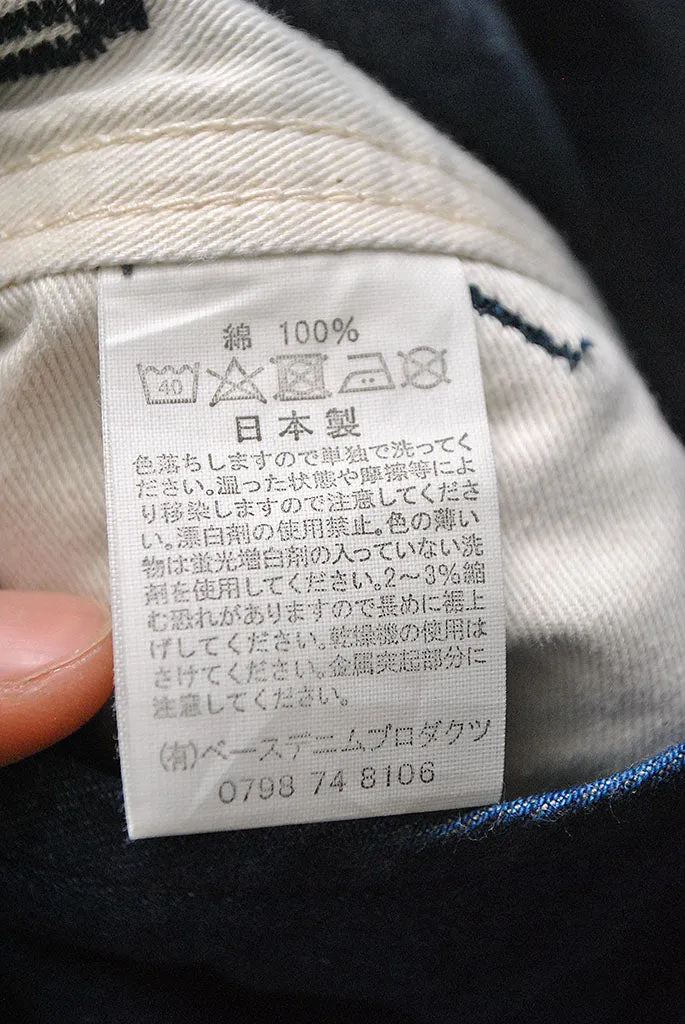 綿 100%
40
日本製
色落ちしますので単独で洗ってく
ださい。湿った状態や摩擦等によ
り移染しますので注意してくださ
い。漂白剤の使用禁止。色の薄い
物は蛍光増白剤の入っていない洗
剤を使用してください。2〜3%縮
む恐れがありますので長めに裾上
げしてください。乾燥機の使用は
さけてください。金属突起部分に
注意してください。
(有)ベースデニムプロダクツ
0798 74 8106